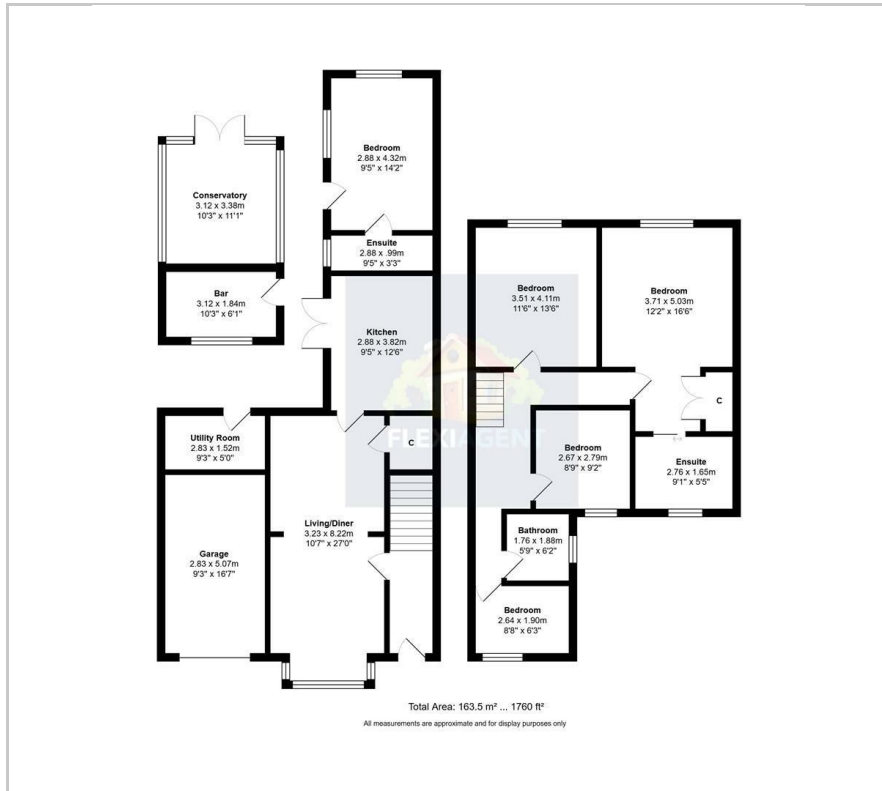 Bedroom
2.88 x 4.32m
9'5" x 14'2"
Conservatory
3.12 x 3.38m
10'3" x 11'1"
Ensuite
2.88 x .99m
9'5" x 3'3"
Bar
3.12 x 1.84m
10'3" x 6'1"
Kitchen
2.88 x 3.82m
9'5" x 12'6"
Utility Room
2.83 x 1.52m
9'3" x 5'0"
C
Living/Diner
3.23 x 8.22m
10'7" x 27'0"
Garage
2.83 x 5.07m
9'3" x 16'7"
Bedroom
3.51 x 4.11m
11'6" x 13'6"
Bedroom
3.71 x 5.03m
12'2" x 16'6"
C
Bedroom
2.67 x 2.79m
8'9" x 9'2"
Ensuite
2.76 x 1.65m
9'1" x 5'5"
Bathroom
1.76 x 1.88m
5'9" x 6'2"
Bedroom
2.64 x 1.90m
8'8" x 6'3"
FLEXIAGENT
Total Area: 163.5 m² ... 1760 ft²
All measurements are approximate and for display purposes only